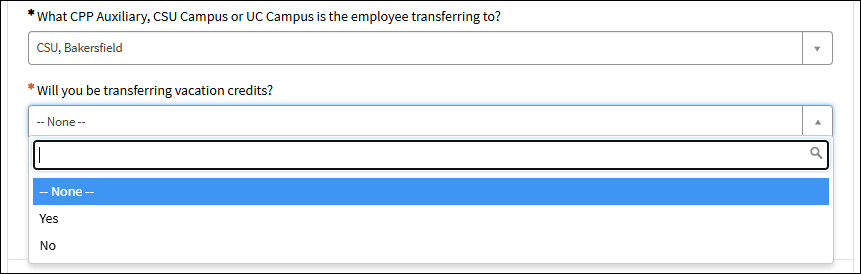 *What CPP Auxiliary, CSU Campus or UC Campus is the employee transferring to?
CSU, Bakersfield
*Will you be transferring vacation credits?
-- None --
-- None --
Yes
No